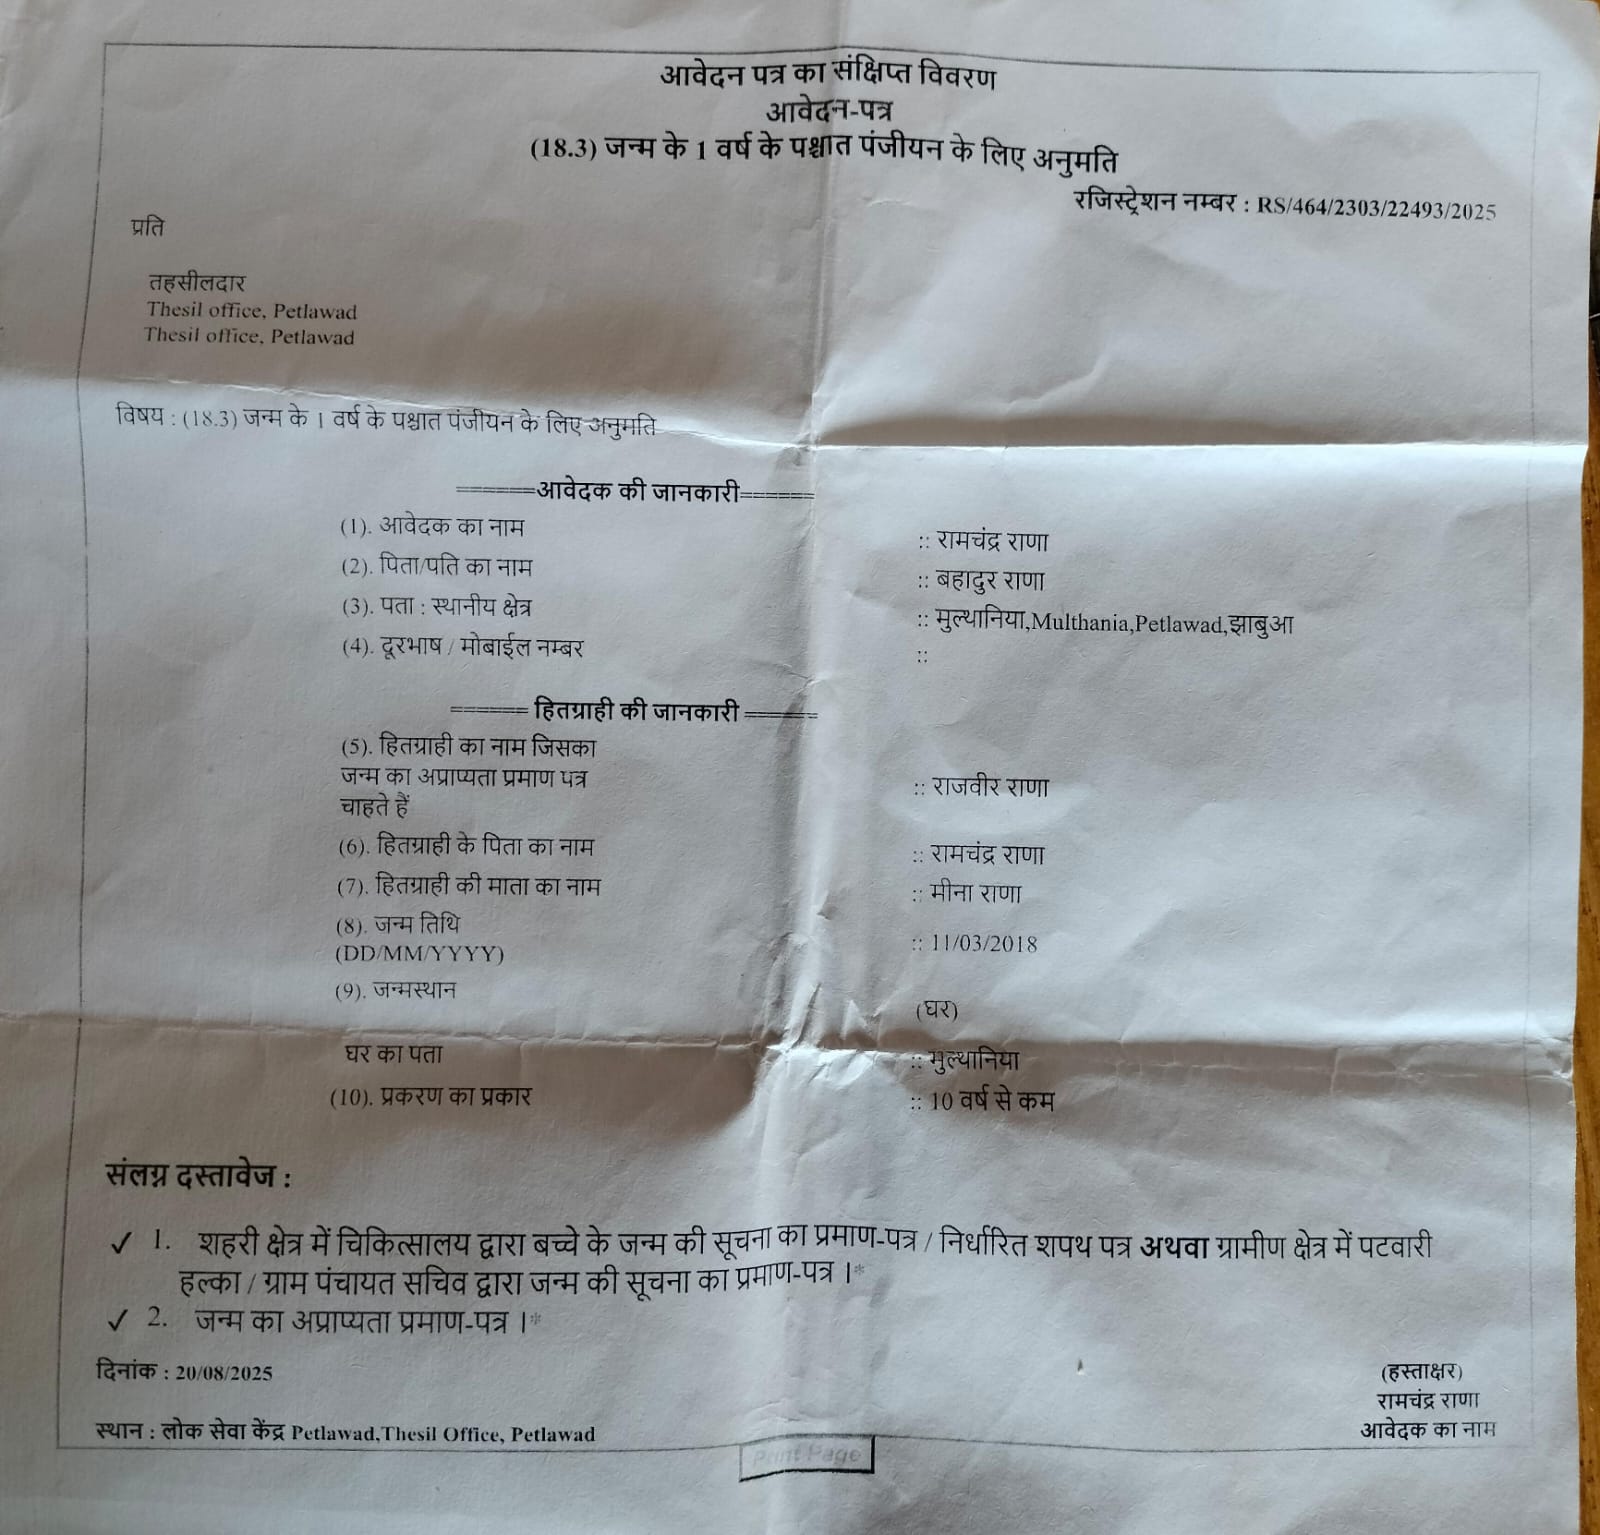 आवेदन पत्र का संक्षिप्त विवरण
आवेदन-पत्र
(18.3) जन्म के 1 वर्ष के पश्चात पंजीयन के लिए अनुमति
रजिस्ट्रेशन नम्बर : RS/464/2303/22493/2025
प्रति
तहसीलदार
Thesil office, Petlawad
Thesil office, Petlawad
विषय : (18.3) जन्म के 1 वर्ष के पश्चात पंजीयन के लिए अनुमति
======आवेदक की जानकारी======
(1). आवेदक का नाम :: रामचंद्र राणा
(2). पिता/पति का नाम :: बहादुर राणा
(3). पता : स्थानीय क्षेत्र :: मुल्थानिया,Multhania,Petlawad,झाबुआ
(4). दूरभाष / मोबाईल नम्बर ::
====== हितग्राही की जानकारी ======
(5). हितग्राही का नाम जिसका
जन्म का अप्राप्यता प्रमाण पत्र :: राजवीर राणा
चाहते हैं
(6). हितग्राही के पिता का नाम :: रामचंद्र राणा
(7). हितग्राही की माता का नाम :: मीना राणा
(8). जन्म तिथि
(DD/MM/YYYY) :: 11/03/2018
(9). जन्मस्थान (घर)
घर का पता :: मुल्थानिया
(10). प्रकरण का प्रकार :: 10 वर्ष से कम
संलग्न दस्तावेज :
✓ 1. शहरी क्षेत्र में चिकित्सालय द्वारा बच्चे के जन्म की सूचना का प्रमाण-पत्र / निर्धारित शपथ पत्र अथवा ग्रामीण क्षेत्र में पटवारी
हल्का / ग्राम पंचायत सचिव द्वारा जन्म की सूचना का प्रमाण-पत्र ।*
✓ 2. जन्म का अप्राप्यता प्रमाण-पत्र ।*
दिनांक : 20/08/2025
(हस्ताक्षर)
रामचंद्र राणा
आवेदक का नाम
स्थान : लोक सेवा केंद्र Petlawad,Thesil Office, Petlawad
Print Page